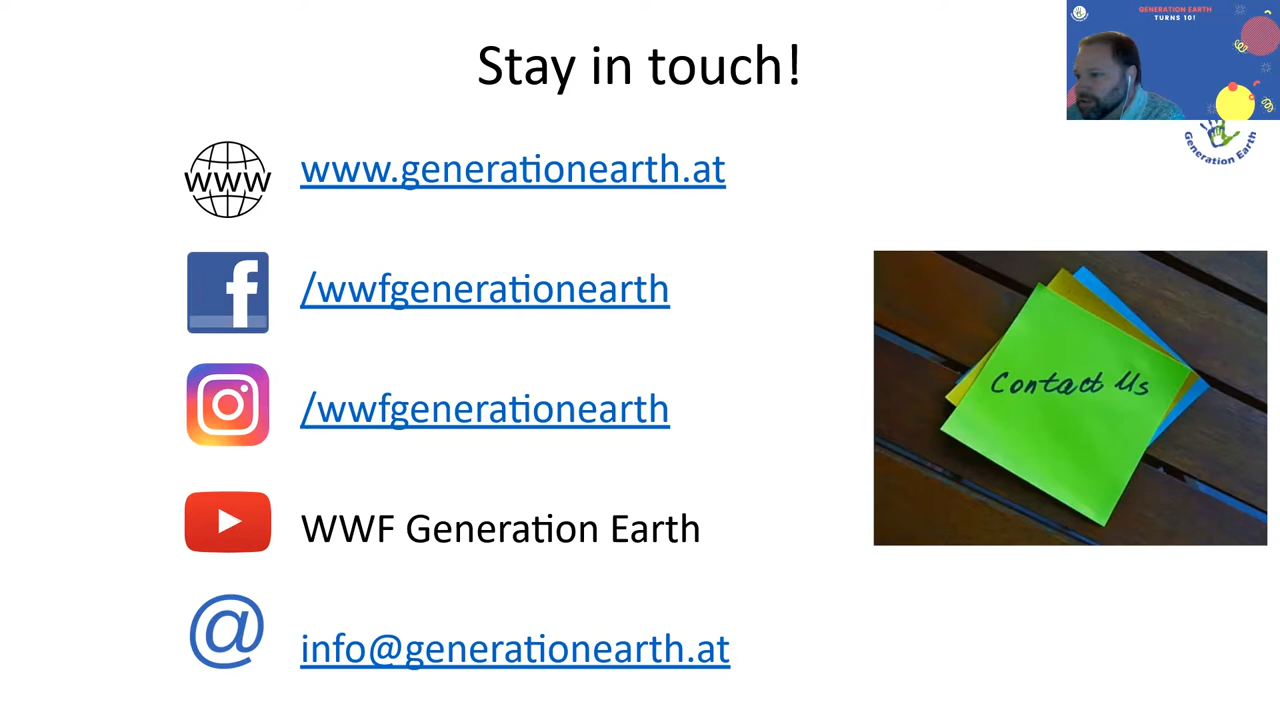 Stay in touch!
GENERATION EARTH
TURNS 10!
Generation Earth
WWW
www.generationearth.at
f
/wwfgenerationearth
/wwfgenerationearth
Contact Us
WWF Generation Earth
@
info@generationearth.at